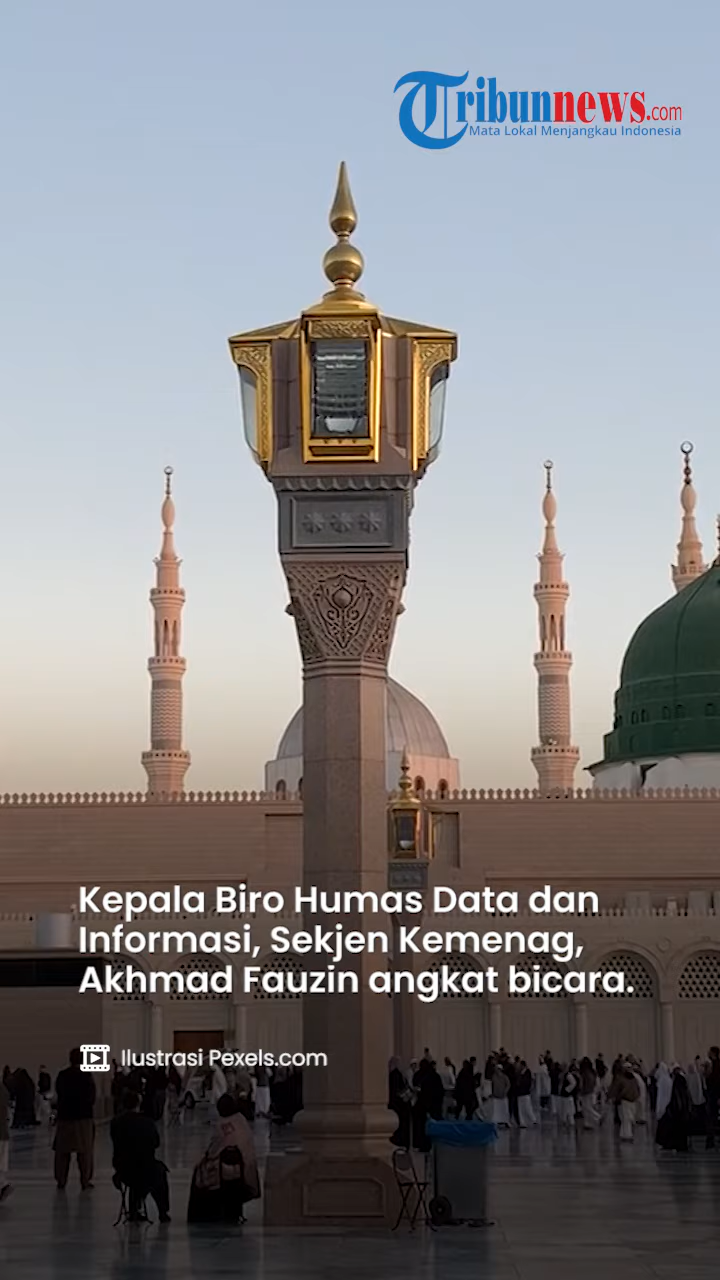 Tribunnews.com
Mata Lokal Menjangkau Indonesia
Kepala Biro Humas Data dan
Informasi, Sekjen Kemenag,
Akhmad Fauzin angkat bicara.
Ilustrasi Pexels.com